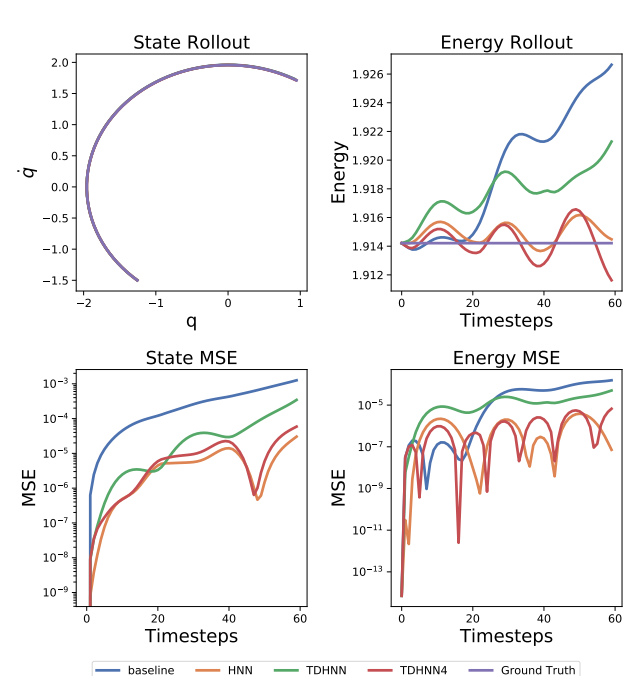 State Rollout
2.0
1.5
1.0
0.5
0.0
−0.5
−1.0
−1.5
q̇
−2 −1 0 1
q
Energy Rollout
1.926
1.924
1.922
1.920
1.918
1.916
1.914
1.912
Energy
0 20 40 60
Timesteps
State MSE
10⁻³
10⁻⁴
10⁻⁵
10⁻⁶
10⁻⁷
10⁻⁸
10⁻⁹
MSE
0 20 40 60
Timesteps
Energy MSE
10⁻⁵
10⁻⁷
10⁻⁹
10⁻¹¹
10⁻¹³
MSE
0 20 40 60
Timesteps
baseline HNN TDHNN TDHNN4 Ground Truth